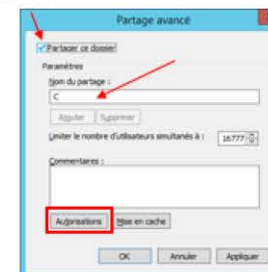 Partage avancé
Partager ce dossier
Paramètres
Nom du partage :
C
Ajouter Supprimer
Limiter le nombre d'utilisateurs simultanés à : 16777
Commentaires :
Autorisations Mise en cache
OK Annuler Appliquer